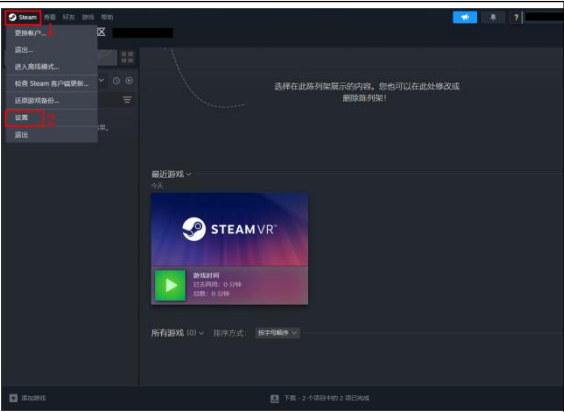 Steam 查看 好友 游戏 帮助
?
更换帐户...
区
退出...
进入离线模式...
检查 Steam 客户端更新...
还原游戏备份...
设置
果。
退出
选择在此陈列架展示的内容。您也可以在此处修改或
删除陈列架!
最近游戏
今天
STEAMVR™
游戏时间
过去两周: 0 分钟
总数: 0 分钟
所有游戏 (0) 排序方式: 按字母顺序
添加游戏
下载 - 2 个项目中的 2 项已完成